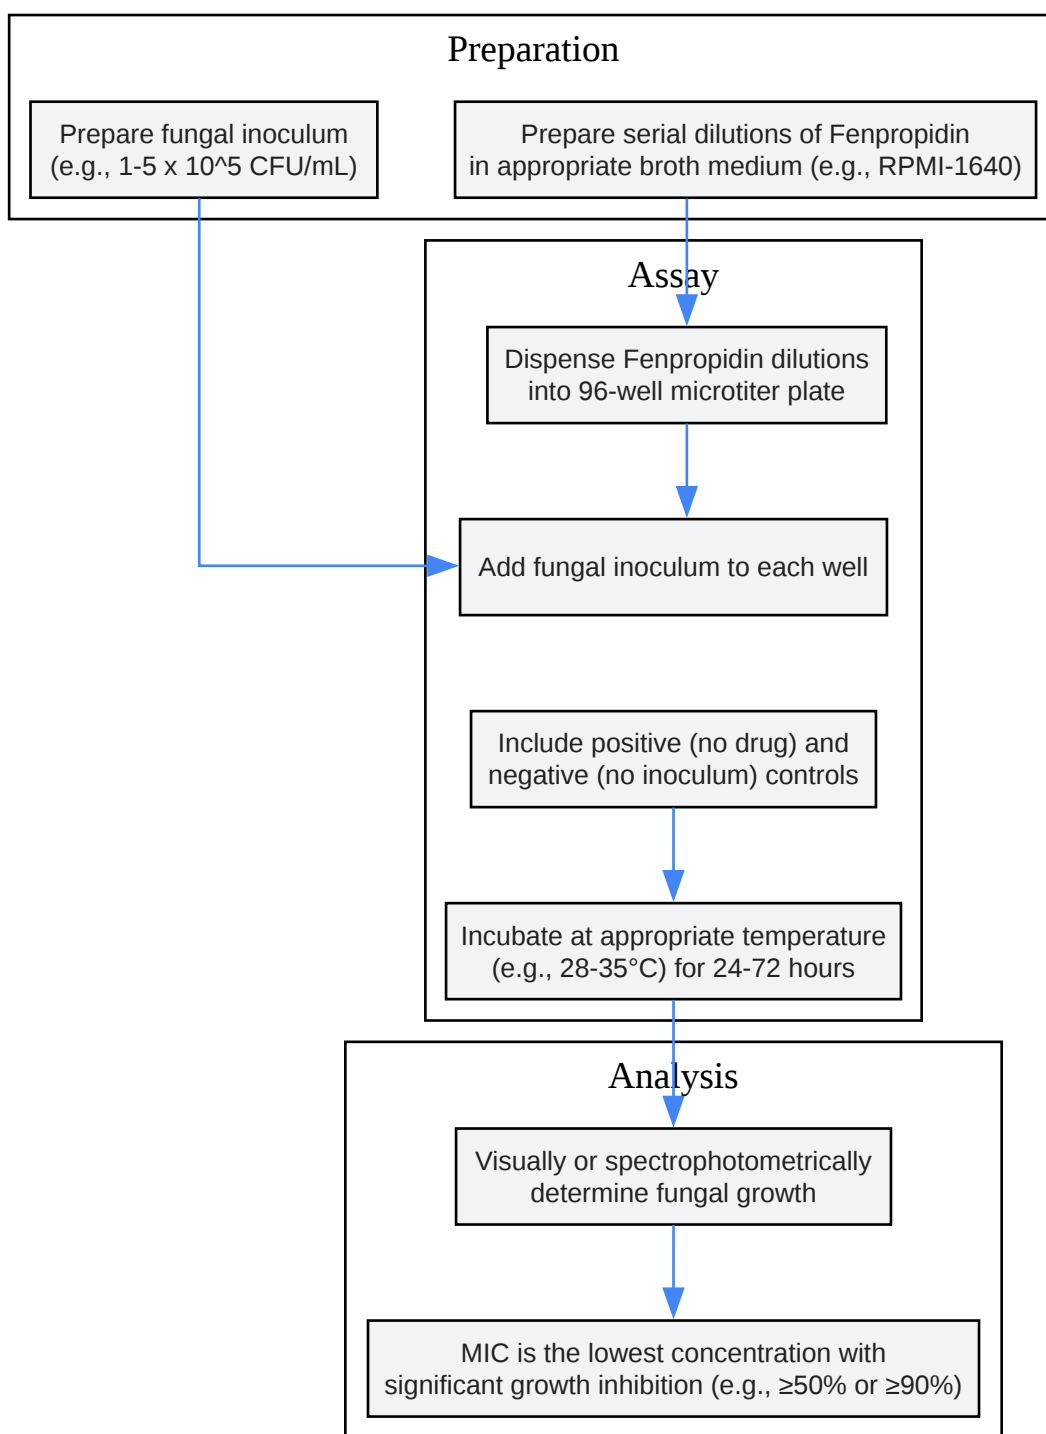 Preparation
Prepare fungal inoculum
(e.g., 1-5 x 10^5 CFU/mL)
Prepare serial dilutions of Fenpropidin
in appropriate broth medium (e.g., RPMI-1640)
Assay
Dispense Fenpropidin dilutions
into 96-well microtiter plate
Add fungal inoculum to each well
Include positive (no drug) and
negative (no inoculum) controls
Incubate at appropriate temperature
(e.g., 28-35°C) for 24-72 hours
Analysis
Visually or spectrophotometrically
determine fungal growth
MIC is the lowest concentration with
significant growth inhibition (e.g., ≥50% or ≥90%)